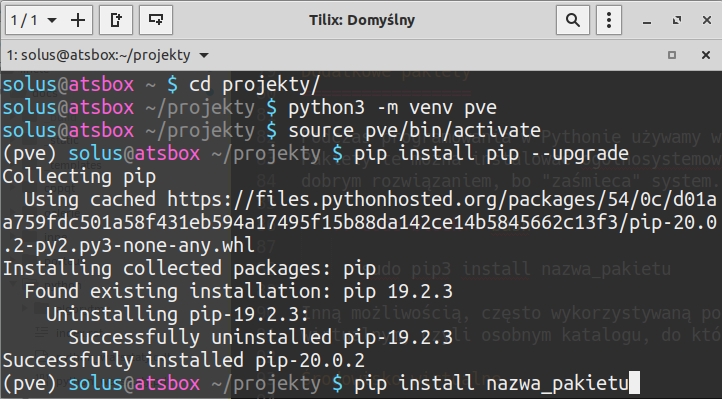 1 / 1
Tilix: Domyślny
1: solus@atsbox:~/projekty
solus@atsbox ~ $ cd projekty/
solus@atsbox ~/projekty $ python3 -m venv pve
solus@atsbox ~/projekty $ source pve/bin/activate
(pve) solus@atsbox ~/projekty $ pip install pip --upgrade
Collecting pip
  Using cached https://files.pythonhosted.org/packages/54/0c/d01a
a759fdc501a58f431eb594a17495f15b88da142ce14b5845662c13f3/pip-20.0
.2-py2.py3-none-any.whl
Installing collected packages: pip
  Found existing installation: pip 19.2.3
    Uninstalling pip-19.2.3:
      Successfully uninstalled pip-19.2.3
Successfully installed pip-20.0.2
(pve) solus@atsbox ~/projekty $ pip install nazwa_pakietu